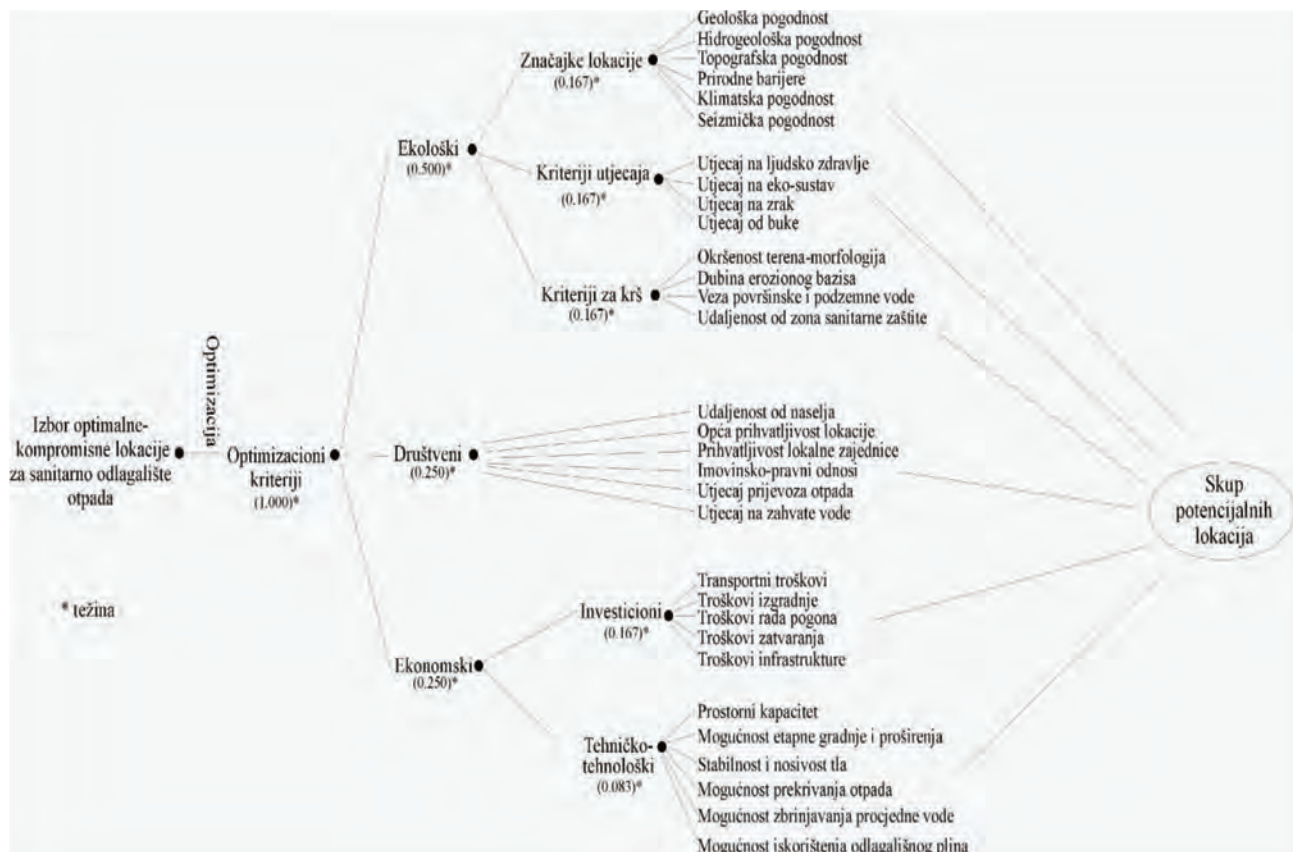 Izbor optimalne-
kompromisne lokacije
za sanitarno odlagalište
otpada
* težina
Optimizacija
Optimizacioni
kriteriji
(1.000)*
Ekološki
(0.500)*
Značajke lokacije
(0.167)*
Geološka pogodnost
Hidrogeološka pogodnost
Topografska pogodnost
Prirodne barijere
Klimatska pogodnost
Seizmička pogodnost
Kriteriji utjecaja
(0.167)*
Utjecaj na ljudsko zdravlje
Utjecaj na eko-sustav
Utjecaj na zrak
Utjecaj od buke
Kriteriji za krš
(0.167)*
Okršenost terena-morfologija
Dubina erozionog bazisa
Veza površinske i podzemne vode
Udaljenost od zona sanitarne zaštite
Društveni
(0.250)*
Udaljenost od naselja
Opća prihvatljivost lokacije
Prihvatljivost lokalne zajednice
Imovinsko-pravni odnosi
Utjecaj prijevoza otpada
Utjecaj na zahvate vode
Ekonomski
(0.250)*
Investicioni
(0.167)*
Transportni troškovi
Troškovi izgradnje
Troškovi rada pogona
Troškovi zatvaranja
Troškovi infrastrukture
Tehničko-
tehnološki
(0.083)*
Prostorni kapacitet
Mogućnost etapne gradnje i proširenja
Stabilnost i nosivost tla
Mogućnost prekrivanja otpada
Mogućnost zbrinjavanja procjedne vode
Mogućnost iskorištenja odlagališnog plina
Skup
potencijalnih
lokacija